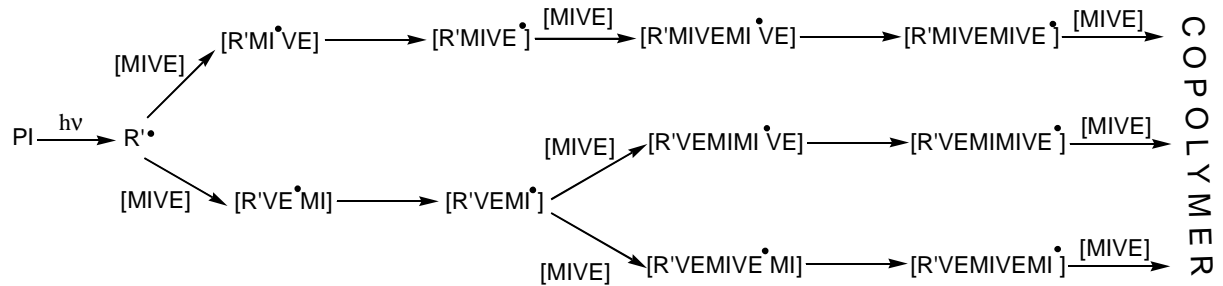 [R'MI•VE] [R'MIVE•] [MIVE] [R'MIVEMI•VE] [R'MIVEMIVE•] [MIVE]
[MIVE]
PI hν R'•
[MIVE] [R'VEMIMI•VE] [R'VEMIMIVE•] [MIVE]
[MIVE] [R'VE•MI] [R'VEMI•]
[MIVE] [R'VEMIVE•MI] [R'VEMIVEMI•] [MIVE]
COPOLYMER